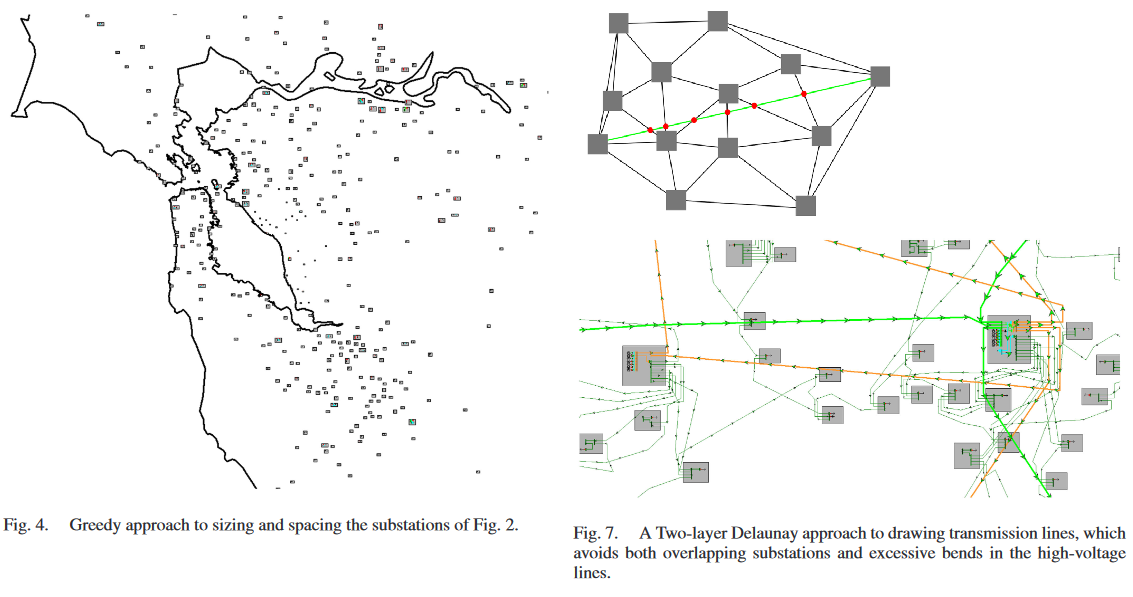 Fig. 4. Greedy approach to sizing and spacing the substations of Fig. 2.
Fig. 7. A Two-layer Delaunay approach to drawing transmission lines, which
avoids both overlapping substations and excessive bends in the high-voltage
lines.